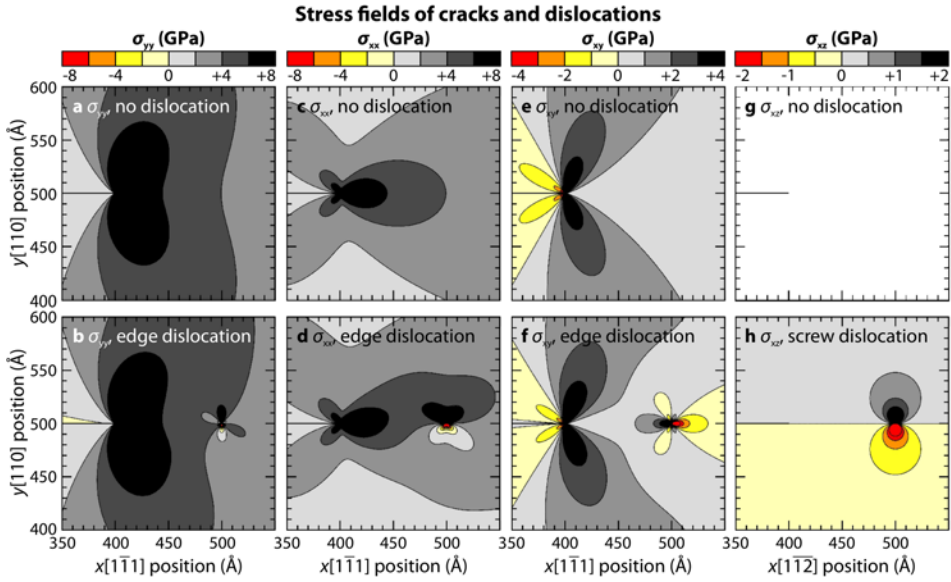 Stress fields of cracks and dislocations
σyy (GPa) σxx (GPa) σxy (GPa) σxz (GPa)
-8 -4 0 +4 +8 -8 -4 0 +4 +8 -4 -2 0 +2 +4 -2 -1 0 +1 +2
a σyy, no dislocation c σxx, no dislocation e σxy, no dislocation g σxz, no dislocation
600
550
500
450
400
y[110] position (Å)
b σyy, edge dislocation d σxx, edge dislocation f σxy, edge dislocation h σxz, screw dislocation
600
550
500
450
400
y[110] position (Å)
350 400 450 500 350 400 450 500 350 400 450 500 350 400 450 500
x[11̅1] position (Å) x[11̅1] position (Å) x[11̅1] position (Å) x[11̅2̅] position (Å)